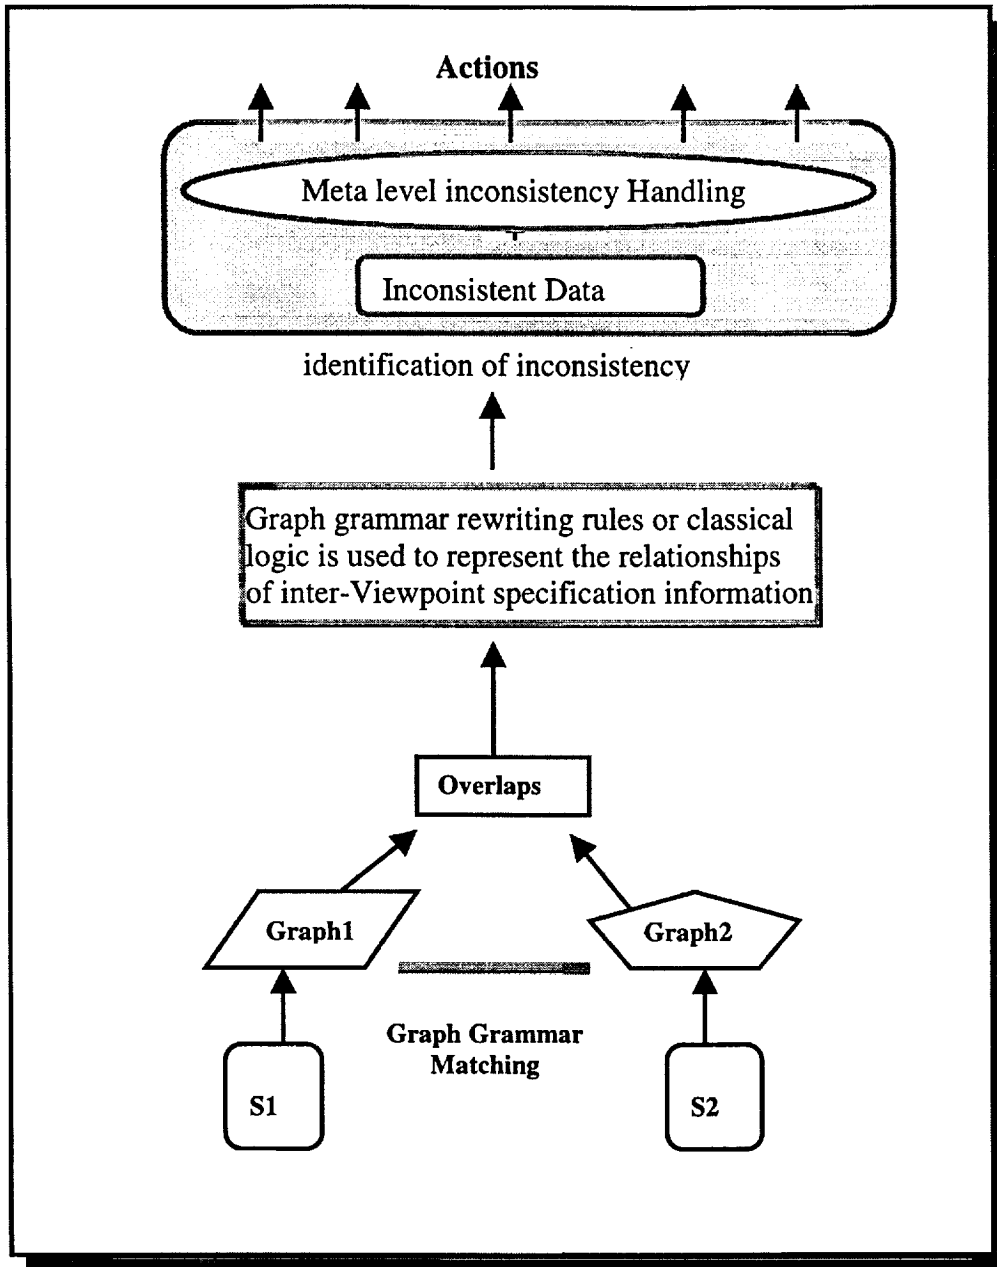 Actions
Meta level inconsistency Handling
Inconsistent Data
identification of inconsistency
Graph grammar rewriting rules or classical
logic is used to represent the relationships
of inter-Viewpoint specification information
Overlaps
Graph1
Graph2
Graph Grammar
Matching
S1
S2